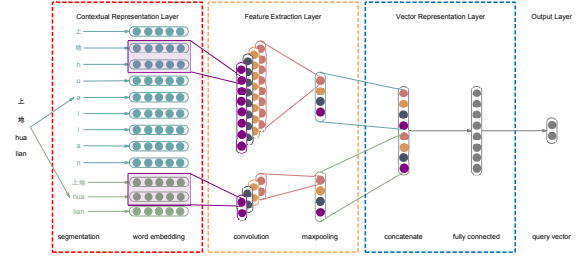 Contextual Representation Layer
Feature Extraction Layer
Vector Representation Layer
Output Layer
上
地
h
u
a
l
i
a
n
上
地
hua
lian
上地
hua
lian
segmentation
word embedding
convolution
maxpooling
concatenate
fully connected
query vector